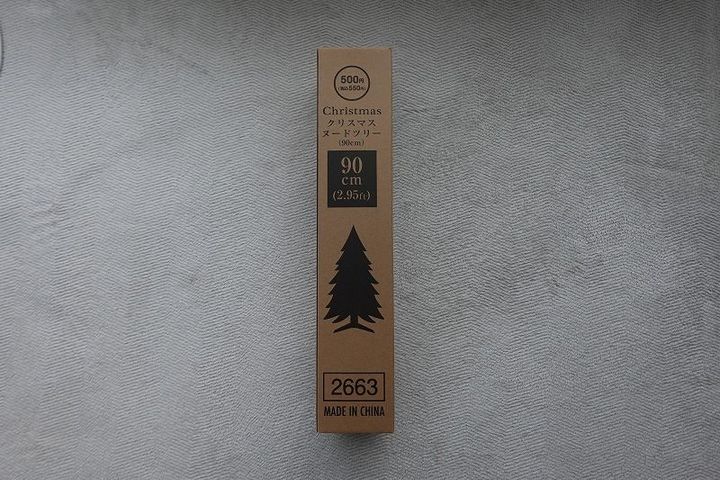 500円
(税込550円)
Christmas
クリスマス
ヌードツリー
(90cm)
90
cm
(2.95ft)
2663
MADE IN CHINA